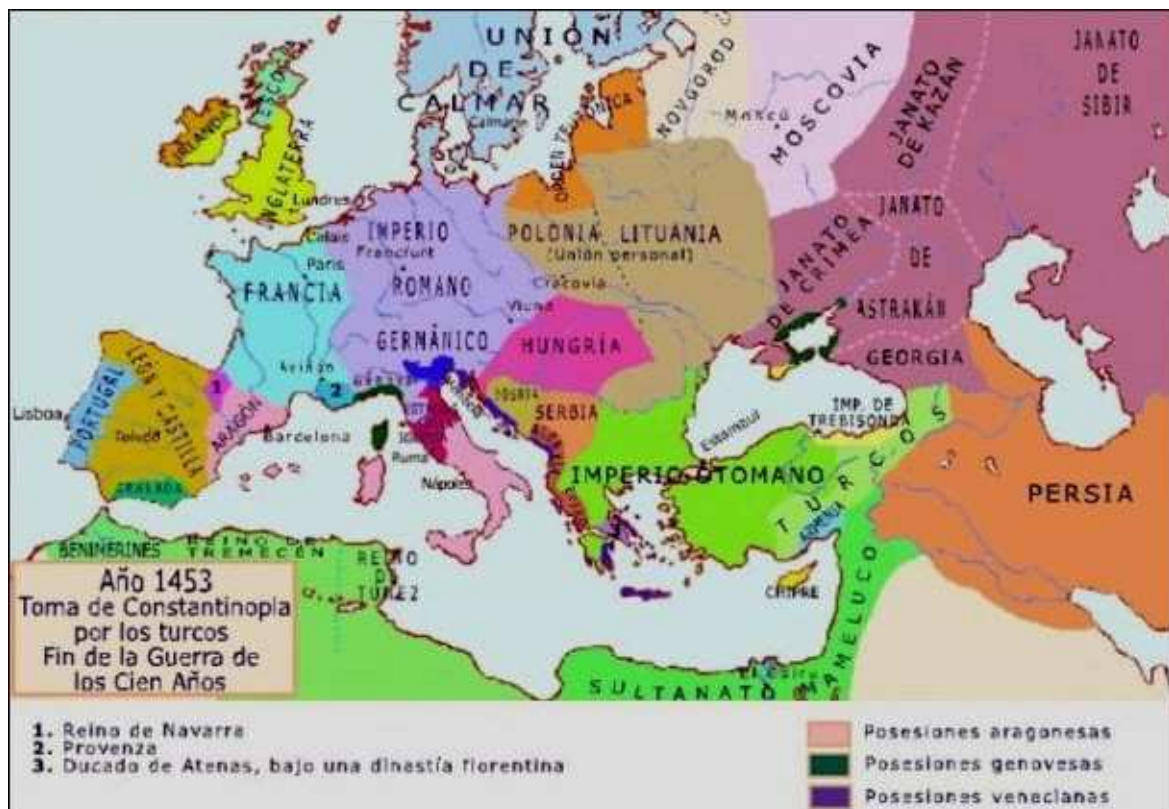 UNIÓN
DE
CALMAR
Calmar
ESCOCIA
IRLANDA
INGLATERRA
Londres
Calais
París
FRANCIA
Aviñón
IMPERIO
Francfurt
ROMANO
GERMÁNICO
Viena
ORDEN TEUTÓNICA
NOVGOROD
Moscú
MOSCOVIA
JANATO
DE KAZÁN
JANATO
DE
SIBIR
POLONIA LITUANIA
(Unión personal)
Cracovia
JANATO
DE CRIMEA
JANATO
DE
ASTRAKÁN
GEORGIA
HUNGRÍA
BOSNIA
SERBIA
Lisboa
PORTUGAL
LEÓN Y CASTILLA
Toledo
GRANADA
1
ARAGÓN
Barcelona
2
Roma
Nápoles
Estambul
IMP. DE
TREBISONDA
IMPERIO OTOMANO
TURCOS
ARMENIA
PERSIA
CHIPRE
BENIMERINES
REINO DE
TREMECÉN
REINO
DE
TUNEZ
El Cairo
SULTANATO MAMELUCO
Año 1453
Toma de Constantinopla
por los turcos
Fin de la Guerra de
los Cien Años
1. Reino de Navarra
2. Provenza
3. Ducado de Atenas, bajo una dinastía florentina
Posesiones aragonesas
Posesiones genovesas
Posesiones venecianas